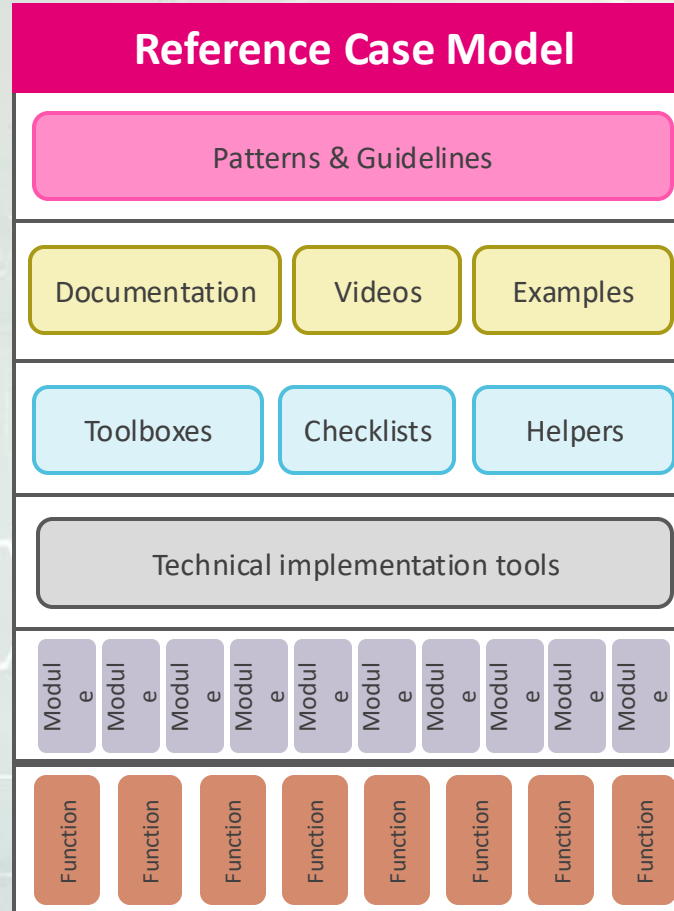 Reference Case Model
Patterns & Guidelines
Documentation
Videos
Examples
Toolboxes
Checklists
Helpers
Technical implementation tools
Modul
e
Modul
e
Modul
e
Modul
e
Modul
e
Modul
e
Modul
e
Modul
e
Modul
e
Modul
e
Function
Function
Function
Function
Function
Function
Function
Function